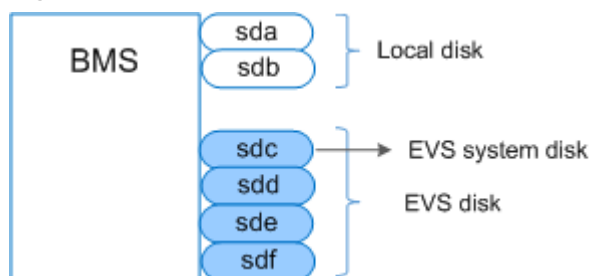 BMS
sda
sdb
Local disk
sdc
EVS system disk
sdd
sde
EVS disk
sdf